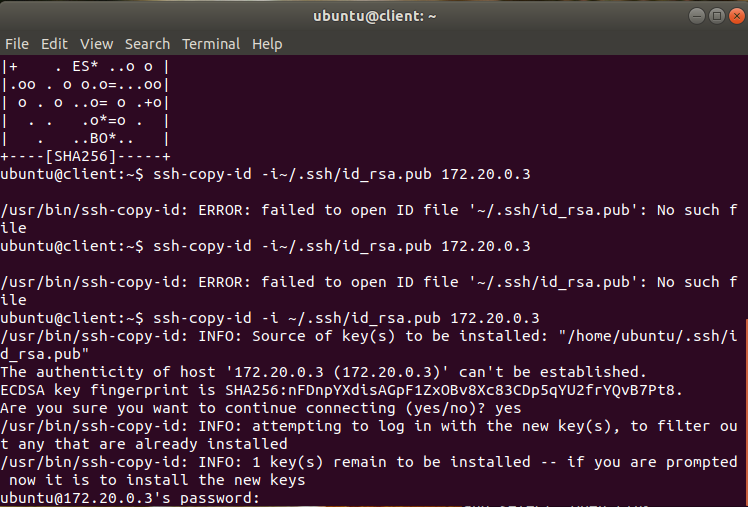 ubuntu@client: ~
File Edit View Search Terminal Help
|+    . ES* ..o o |
|.oo . o o.o=...oo|
| o . o ..o= o .+o|
|  . .   .o*=o .  |
|   .   ..BO*..   |
+----[SHA256]-----+
ubuntu@client:~$ ssh-copy-id -i~/.ssh/id_rsa.pub 172.20.0.3
/usr/bin/ssh-copy-id: ERROR: failed to open ID file '~/.ssh/id_rsa.pub': No such f
ile
ubuntu@client:~$ ssh-copy-id -i~/.ssh/id_rsa.pub 172.20.0.3
/usr/bin/ssh-copy-id: ERROR: failed to open ID file '~/.ssh/id_rsa.pub': No such f
ile
ubuntu@client:~$ ssh-copy-id -i ~/.ssh/id_rsa.pub 172.20.0.3
/usr/bin/ssh-copy-id: INFO: Source of key(s) to be installed: "/home/ubuntu/.ssh/i
d_rsa.pub"
The authenticity of host '172.20.0.3 (172.20.0.3)' can't be established.
ECDSA key fingerprint is SHA256:nFDnpYXdisAGpF1ZxOBv8Xc83CDp5qYU2frYQvB7Pt8.
Are you sure you want to continue connecting (yes/no)? yes
/usr/bin/ssh-copy-id: INFO: attempting to log in with the new key(s), to filter ou
t any that are already installed
/usr/bin/ssh-copy-id: INFO: 1 key(s) remain to be installed -- if you are prompted
 now it is to install the new keys
ubuntu@172.20.0.3's password: